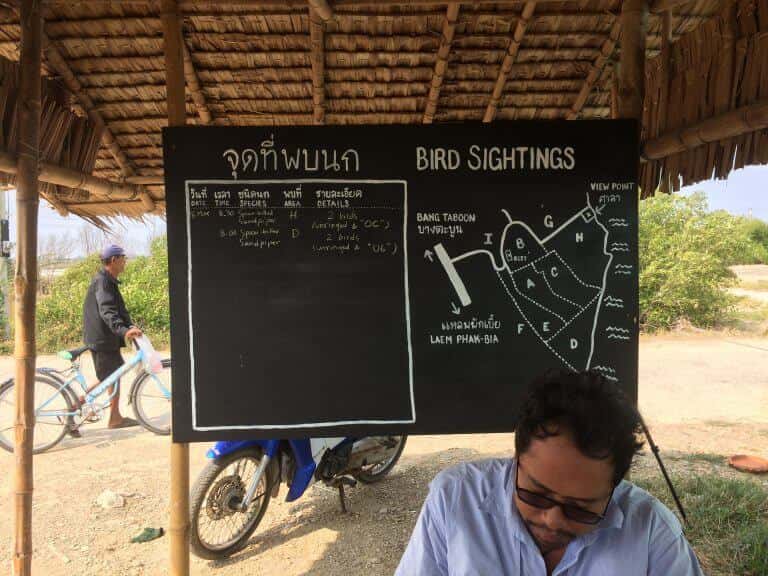 จุดที่พบนก BIRD SIGHTINGS
วันที่ เวลา ชนิดนก พบที่ รายละเอียด
DATE TIME SPECIES AREA DETAILS
8.30 Spoon-billed H 2 birds
Sandpiper (unringed & "OC")
8.00 Spoon-billed D 2 birds
Sandpiper (unringed & "U6")
VIEW POINT
ศาลา
BANG TABOON
บางตะบูน
I
G
H
B
A
C
F
E
D
แหลมผักเบี้ย
LAEM PHAK-BIA